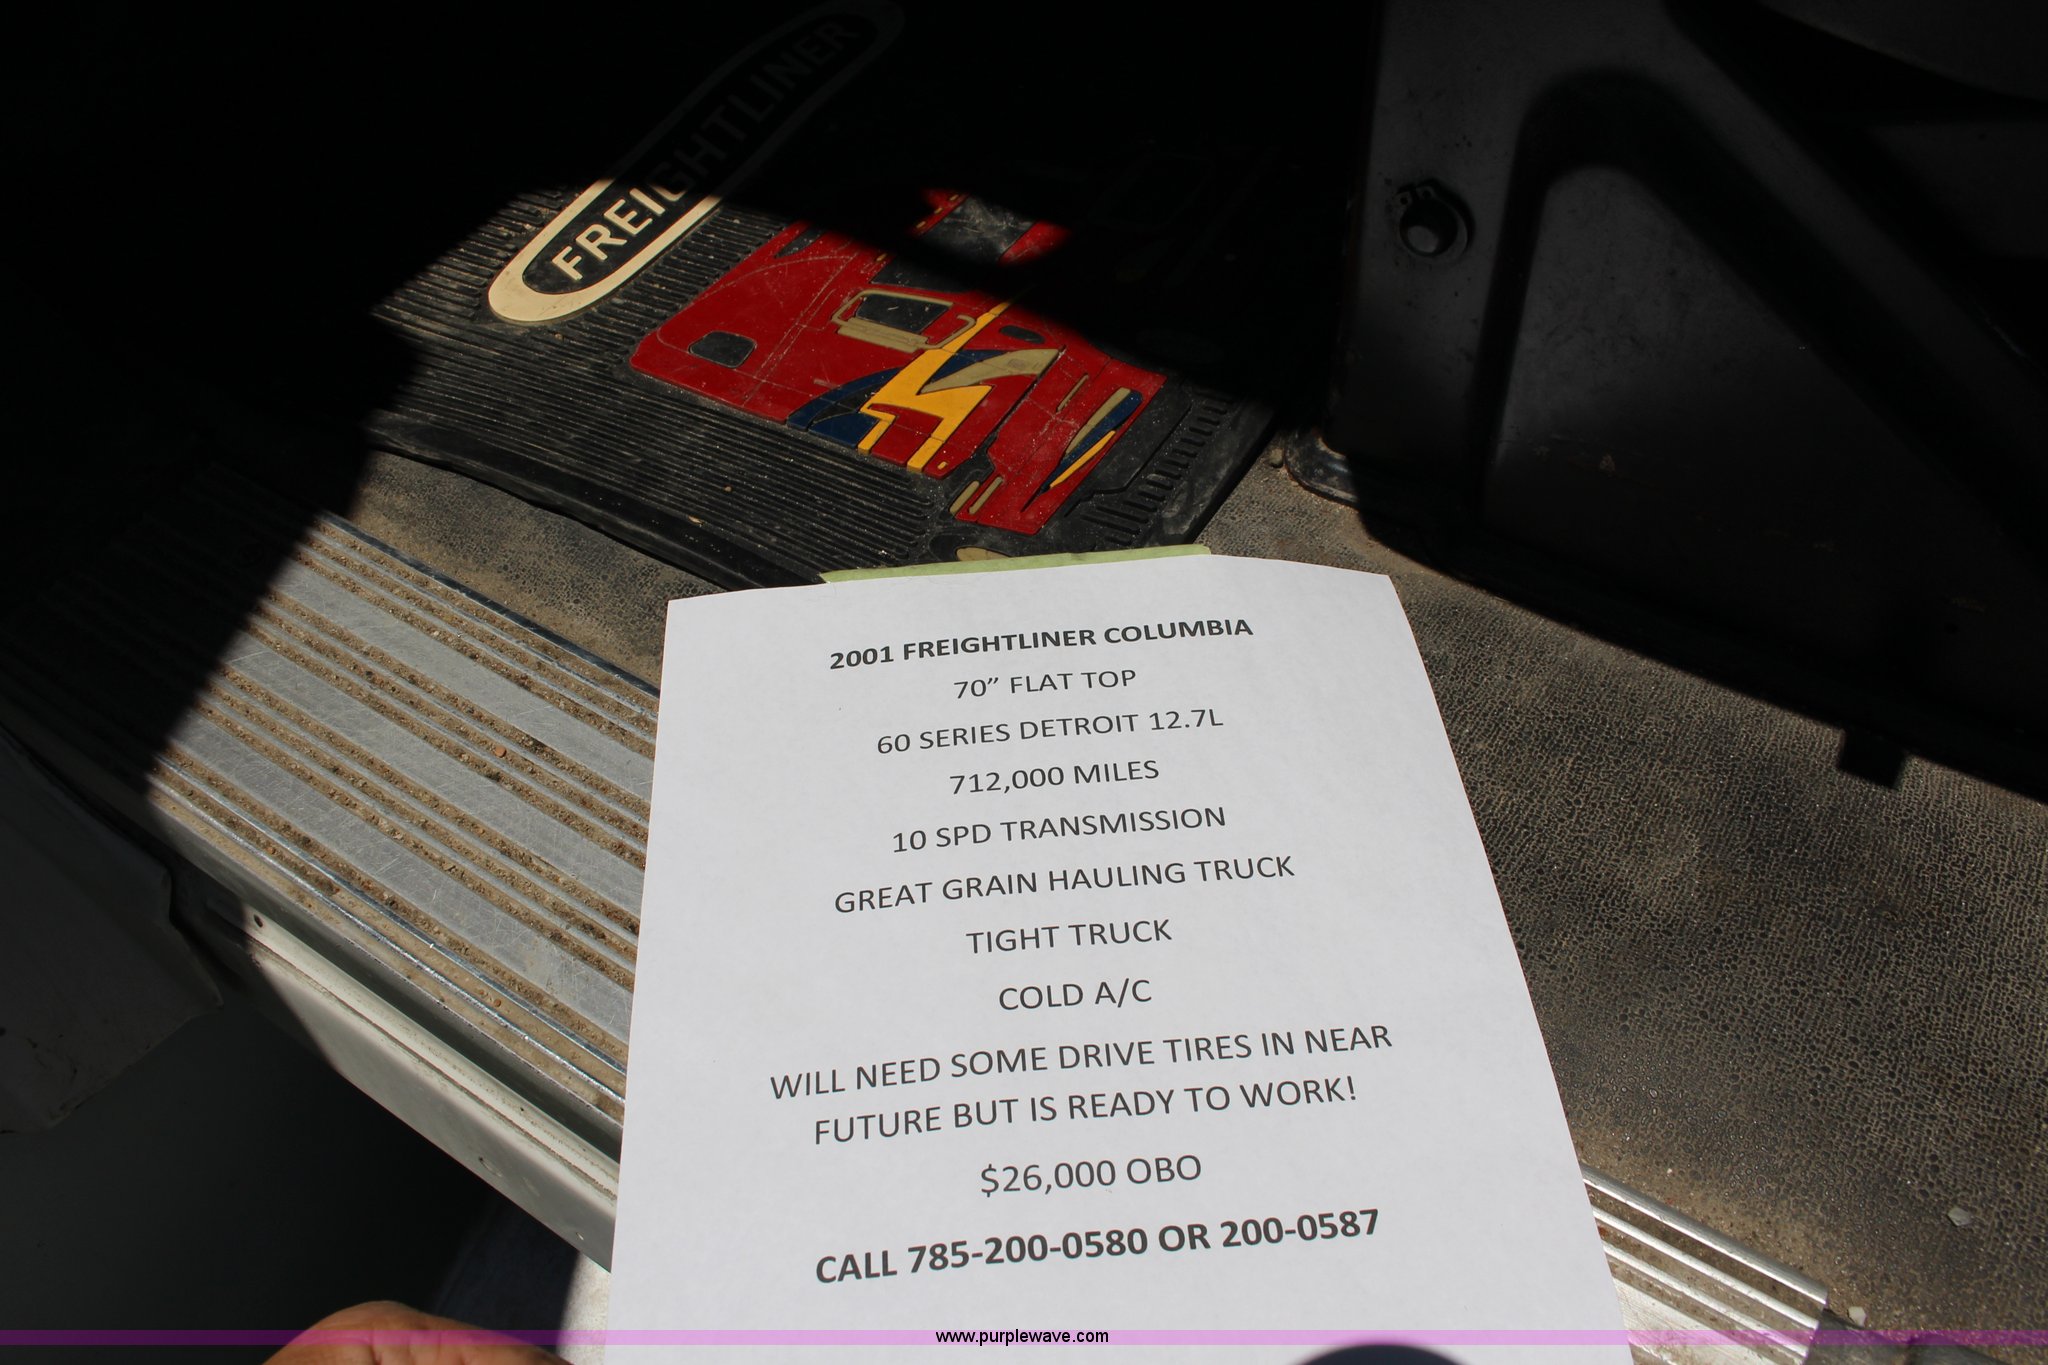 FREIGHTLINER
2001 FREIGHTLINER COLUMBIA
70” FLAT TOP
60 SERIES DETROIT 12.7L
712,000 MILES
10 SPD TRANSMISSION
GREAT GRAIN HAULING TRUCK
TIGHT TRUCK
COLD A/C
WILL NEED SOME DRIVE TIRES IN NEAR
FUTURE BUT IS READY TO WORK!
$26,000 OBO
CALL 785-200-0580 OR 200-0587
www.purplewave.com